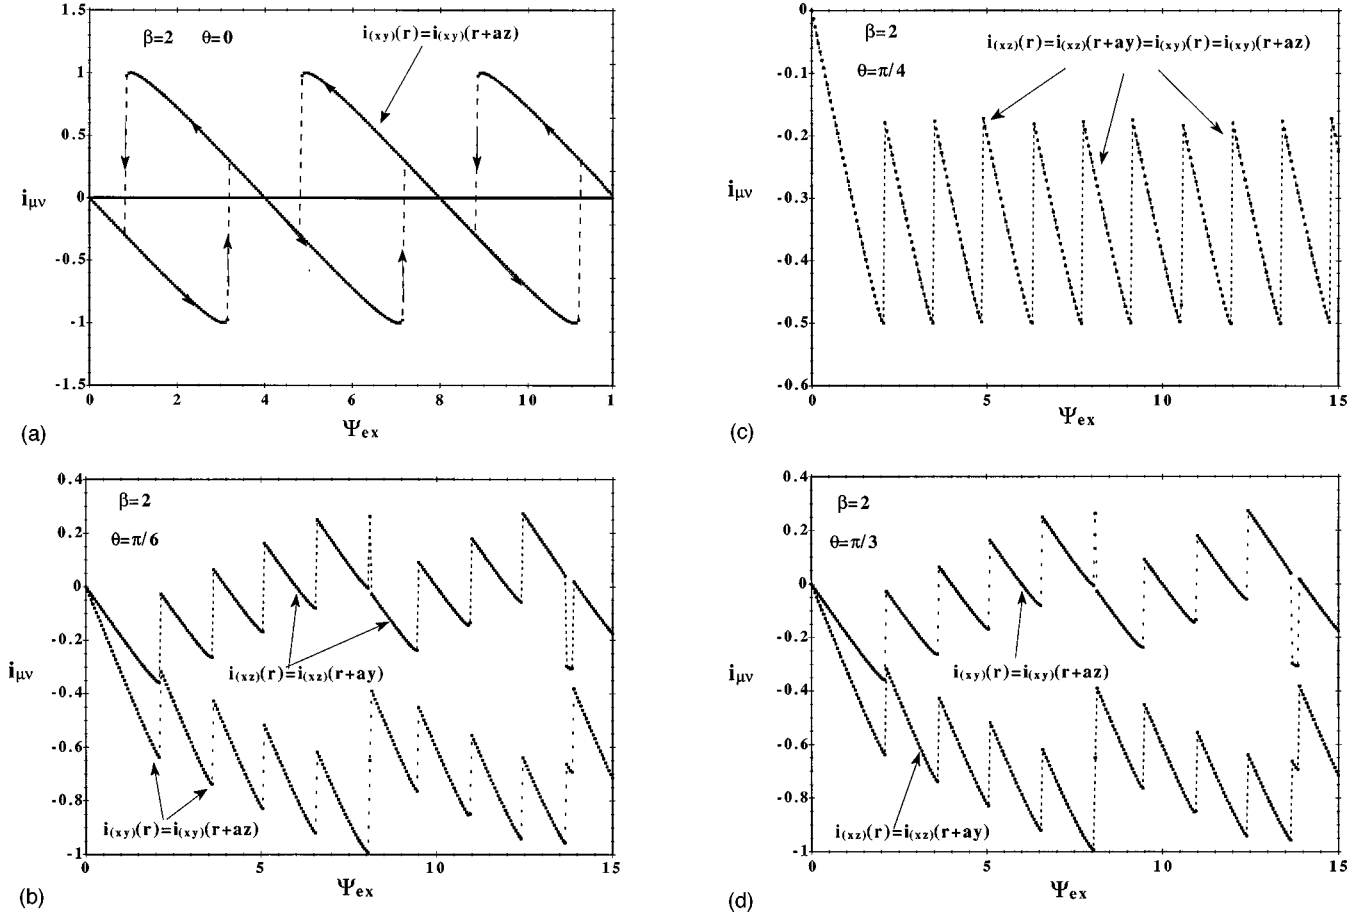 1.5
β=2 θ=0
i(xy)(r)=i(xy)(r+az)
1
0.5
iμν
0
-0.5
-1
-1.5
0 2 4 6 8 10 1
Ψex
(a)
0
β=2
i(xz)(r)=i(xz)(r+ay)=i(xy)(r)=i(xy)(r+az)
θ=π/4
-0.1
-0.2
iμν
-0.3
-0.4
-0.5
-0.6
0 5 10 15
Ψex
(c)
0.4
β=2
0.2
θ=π/6
0
-0.2
iμν
i(xz)(r)=i(xz)(r+ay)
-0.4
-0.6
-0.8
i(xy)(r)=i(xy)(r+az)
-1
0 5 10 15
Ψex
(b)
0.4
β=2
0.2
θ=π/3
0
-0.2
iμν
i(xy)(r)=i(xy)(r+az)
-0.4
-0.6
-0.8
i(xz)(r)=i(xz)(r+ay)
-1
0 5 10 15
Ψex
(d)